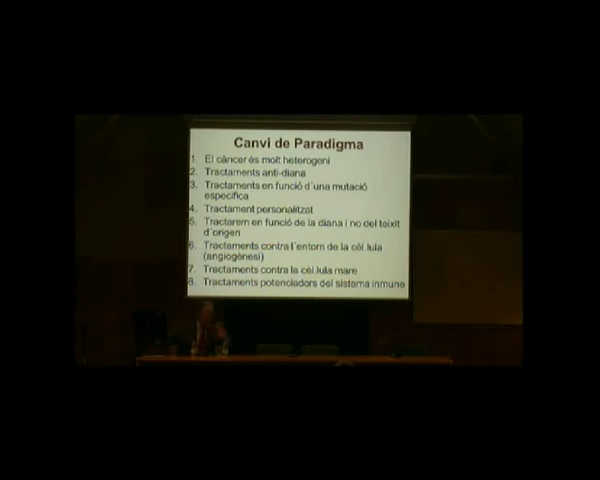 Canvi de Paradigma
1. El càncer és molt heterogeni
2. Tractaments anti-diana
3. Tractaments en funció d´una mutació
específica
4. Tractament personalitzat
5. Tractarem en funció de la diana i no del teixit
d´origen
6. Tractaments contra l´entorn de la cèl.lula
(angiogènesi)
7. Tractaments contra la cèl.lula mare
8. Tractaments potenciadors del sistema inmune